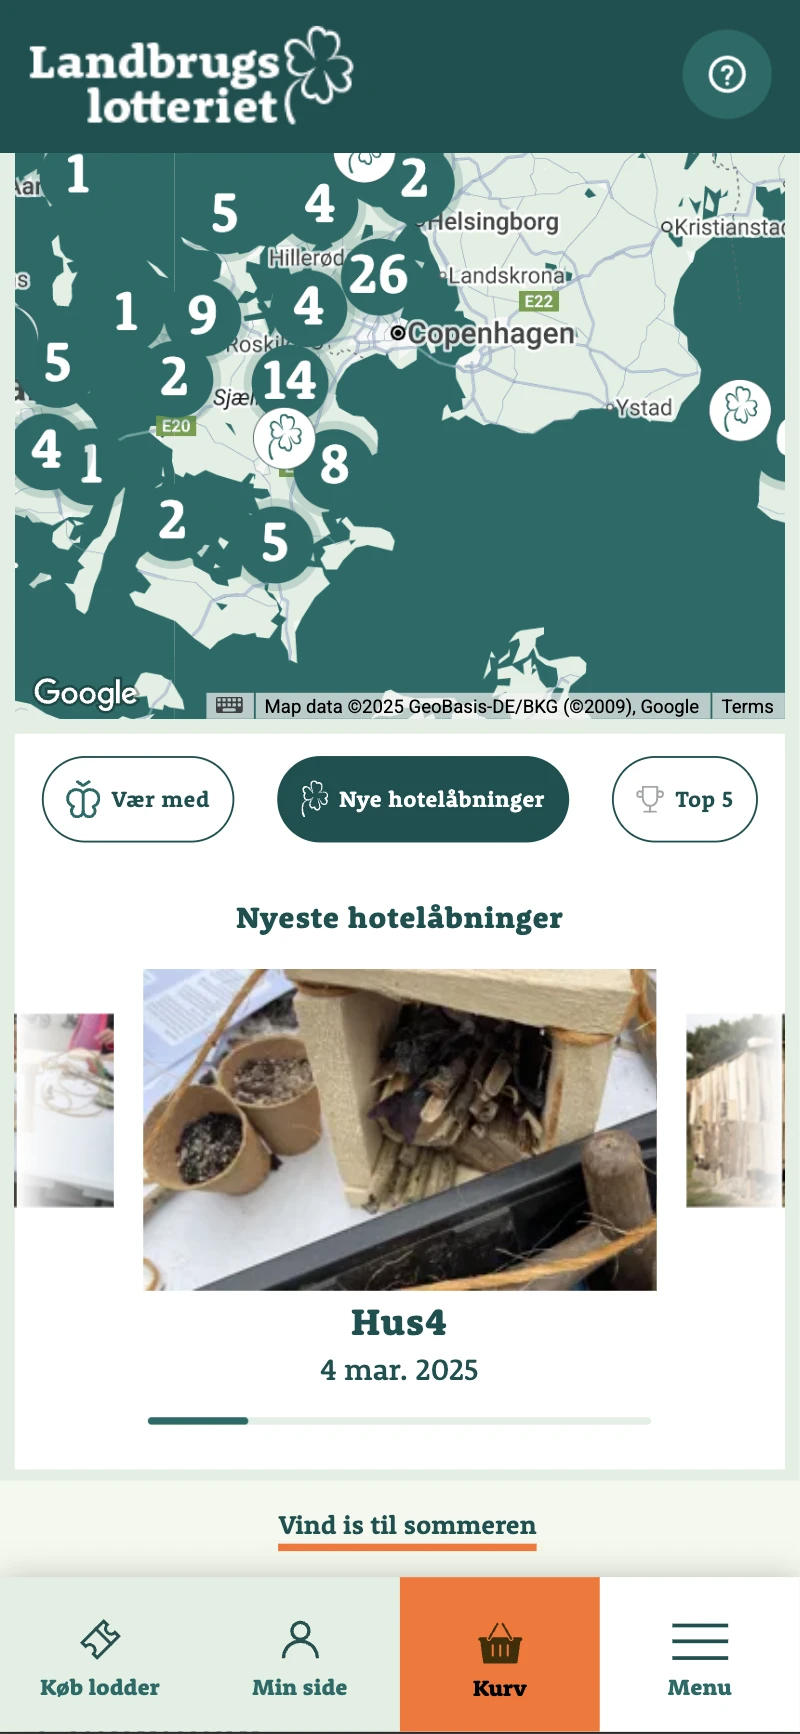 Landbrugs
lotteriet
1
2
5
4
Helsingborg
Kristianstad
Hillerød
26
Landskrona
1
9
4
E22
Copenhagen
5
2
14
Ystad
E20
4
1
8
2
5
Google
Map data ©2025 GeoBasis-DE/BKG (©2009), Google
Terms
Vær med
Nye hotelåbninger
Top 5
Nyeste hotelåbninger
Hus4
4 mar. 2025
Vind is til sommeren
Køb lodder
Min side
Kurv
Menu